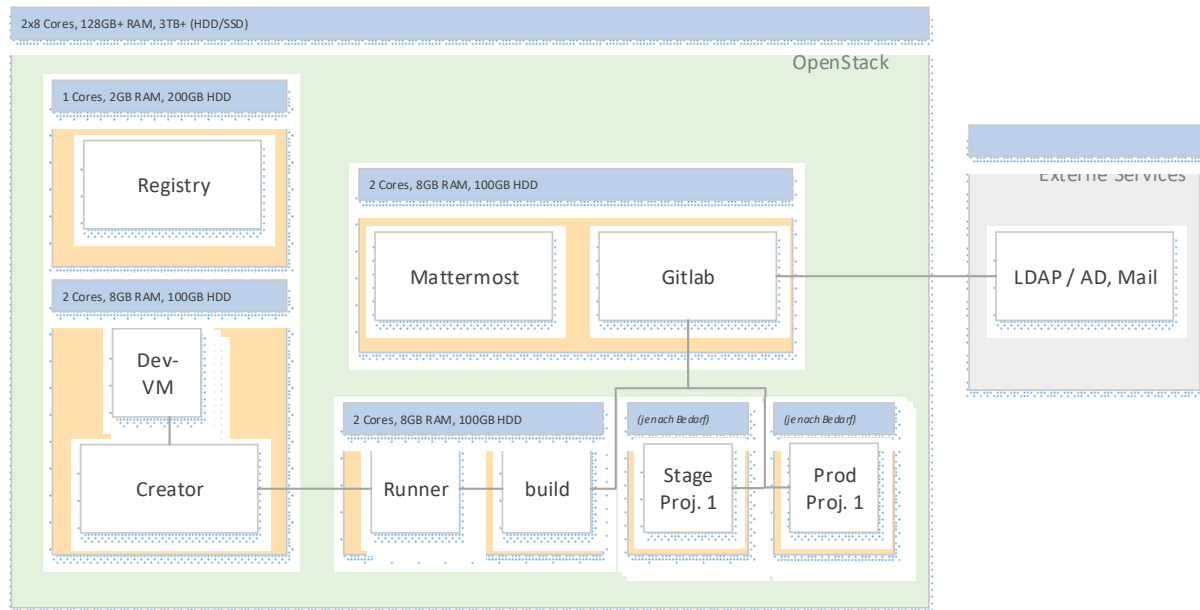 2x8 Cores, 128GB+ RAM, 3TB+ (HDD/SSD)
OpenStack
1 Cores, 2GB RAM, 200GB HDD
Registry
2 Cores, 8GB RAM, 100GB HDD
Mattermost
Gitlab
Externe Services
LDAP / AD, Mail
2 Cores, 8GB RAM, 100GB HDD
Dev-
VM
Creator
2 Cores, 8GB RAM, 100GB HDD
Runner
build
(je nach Bedarf)
Stage
Proj. 1
(je nach Bedarf)
Prod
Proj. 1